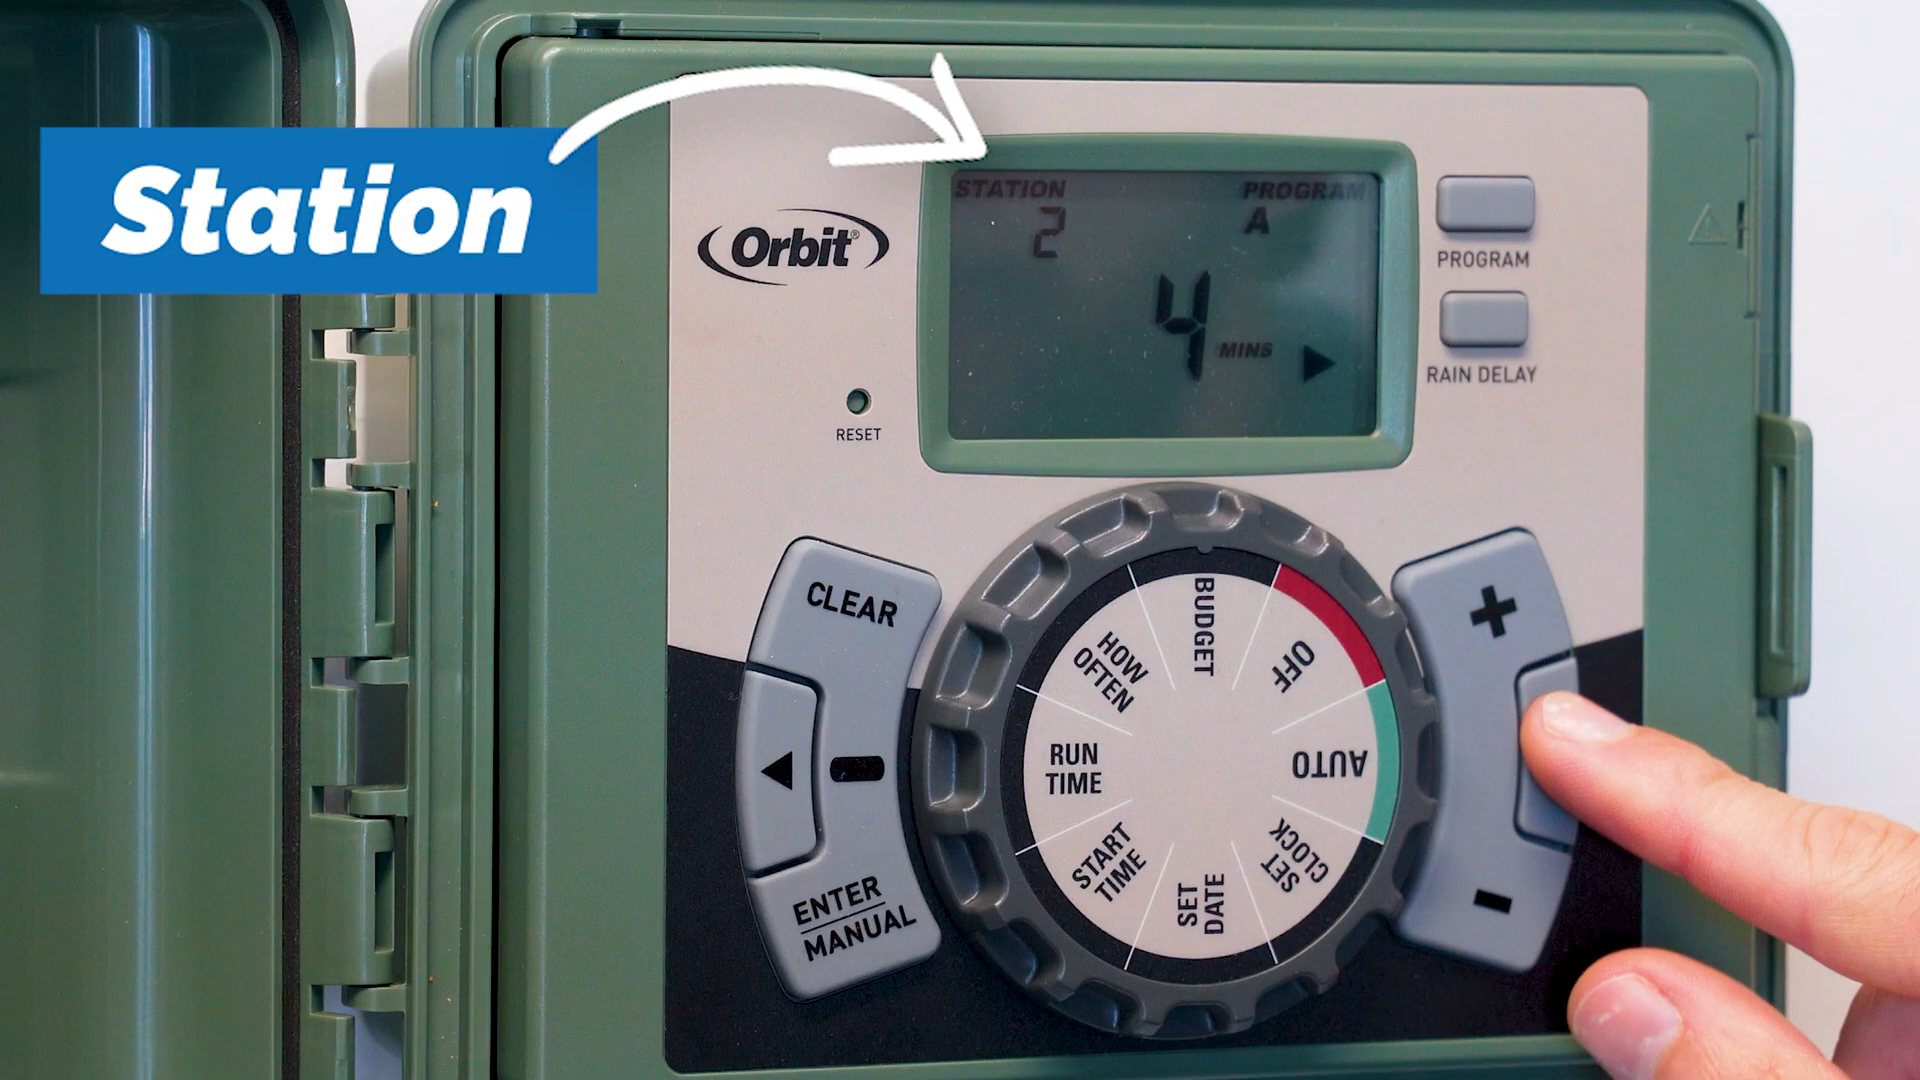 Station
STATION
PROGRAM
2
A
4
MINS
Orbit®
PROGRAM
RAIN DELAY
RESET
CLEAR
ENTER
MANUAL
BUDGET
OFF
AUTO
SET
CLOCK
SET
DATE
START
TIME
RUN
TIME
HOW
OFTEN